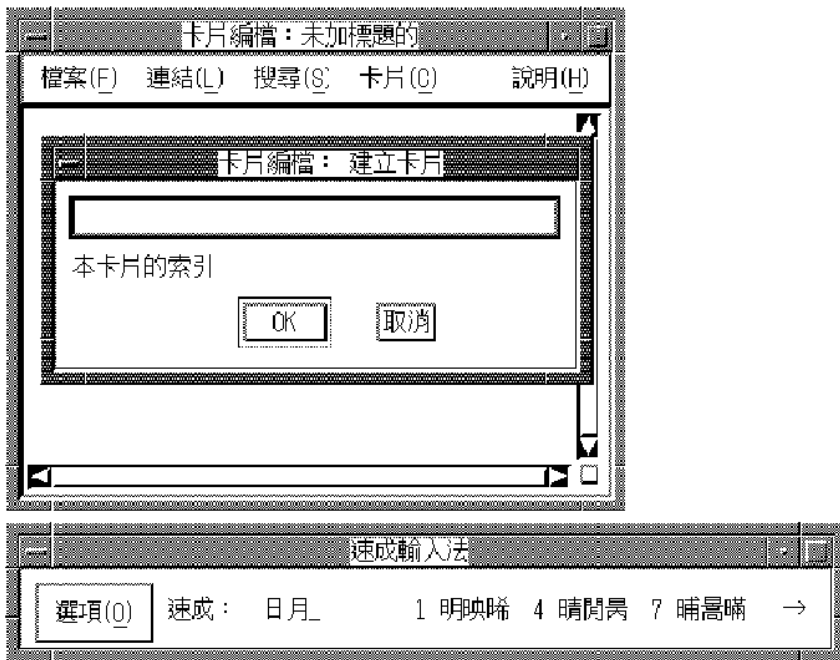 卡片編檔：未加標題的
檔案(F) 連結(L) 搜尋(S) 卡片(C) 說明(H)
卡片編檔： 建立卡片
本卡片的索引
OK 取消
速成輸入法
選項(O) 速成： 日月_ 1 明映晞 4 晴閒昺 7 晡暠暪 →